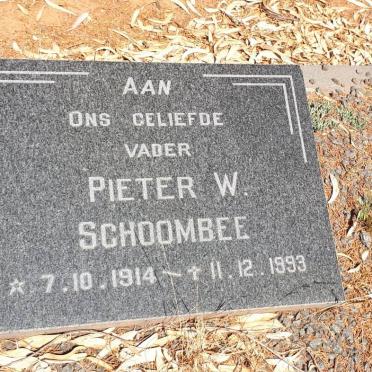 AAN
ONS GELIEFDE
VADER
PIETER W.
SCHOOMBEE
* 7.10.1914 – † 11.12.1993